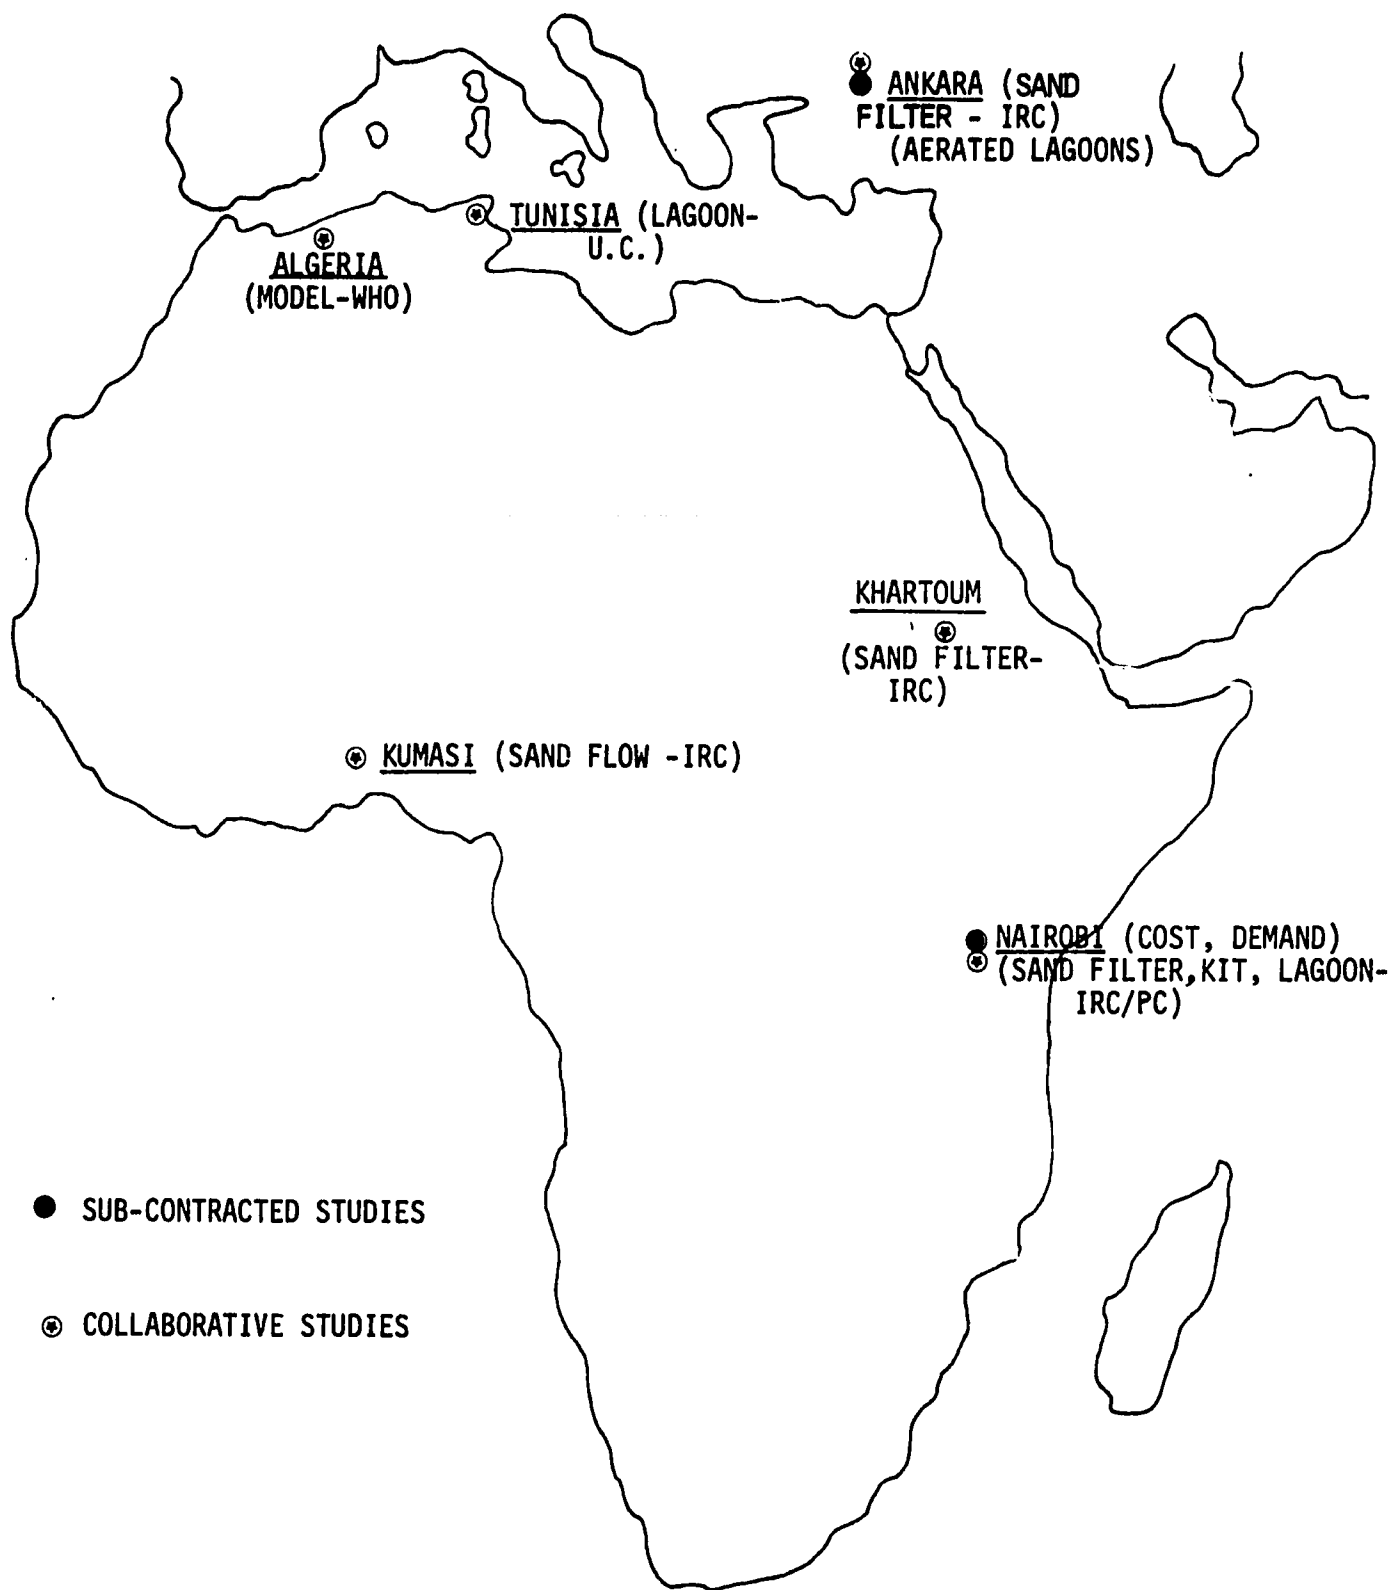 ANKARA (SAND
FILTER - IRC)
(AERATED LAGOONS)
TUNISIA (LAGOON-
U.C.)
ALGERIA
(MODEL-WHO)
KHARTOUM
(SAND FILTER-
IRC)
KUMASI (SAND FLOW -IRC)
NAIROBI (COST, DEMAND)
(SAND FILTER,KIT, LAGOON-
IRC/PC)
SUB-CONTRACTED STUDIES
COLLABORATIVE STUDIES